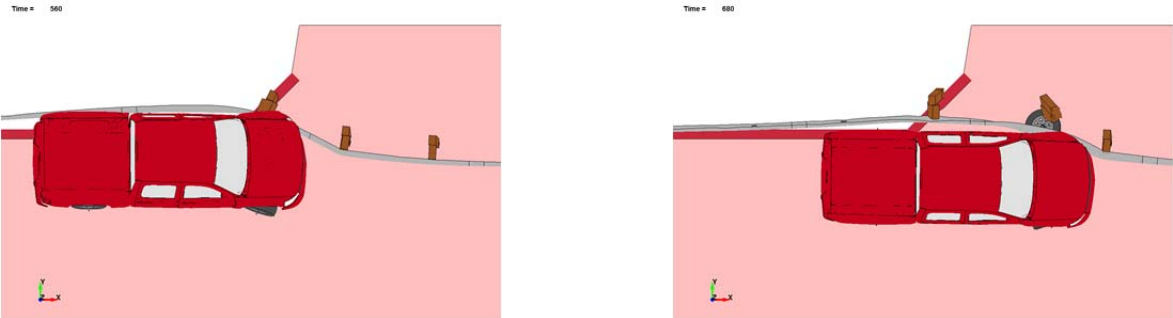 Time = 560
Time = 680
Y
Z X
Y
Z X